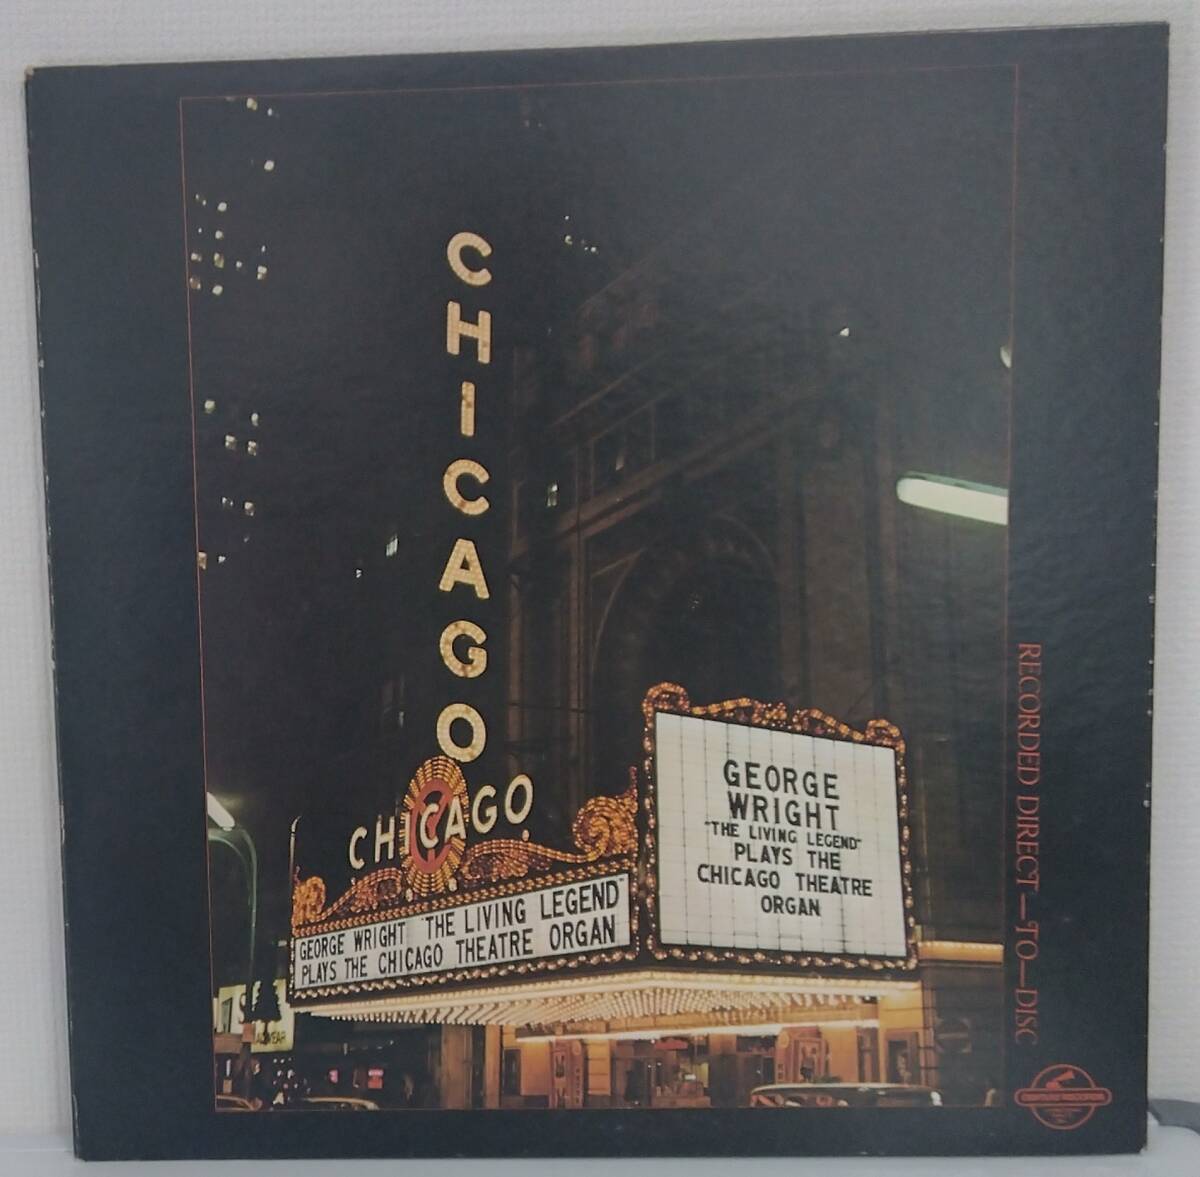 CHICAGO
CHICAGO
GEORGE WRIGHT "THE LIVING LEGEND"
PLAYS THE CHICAGO THEATRE ORGAN
GEORGE
WRIGHT
"THE LIVING LEGEND"
PLAYS THE
CHICAGO THEATRE
ORGAN
RECORDED DIRECT—TO—DISC